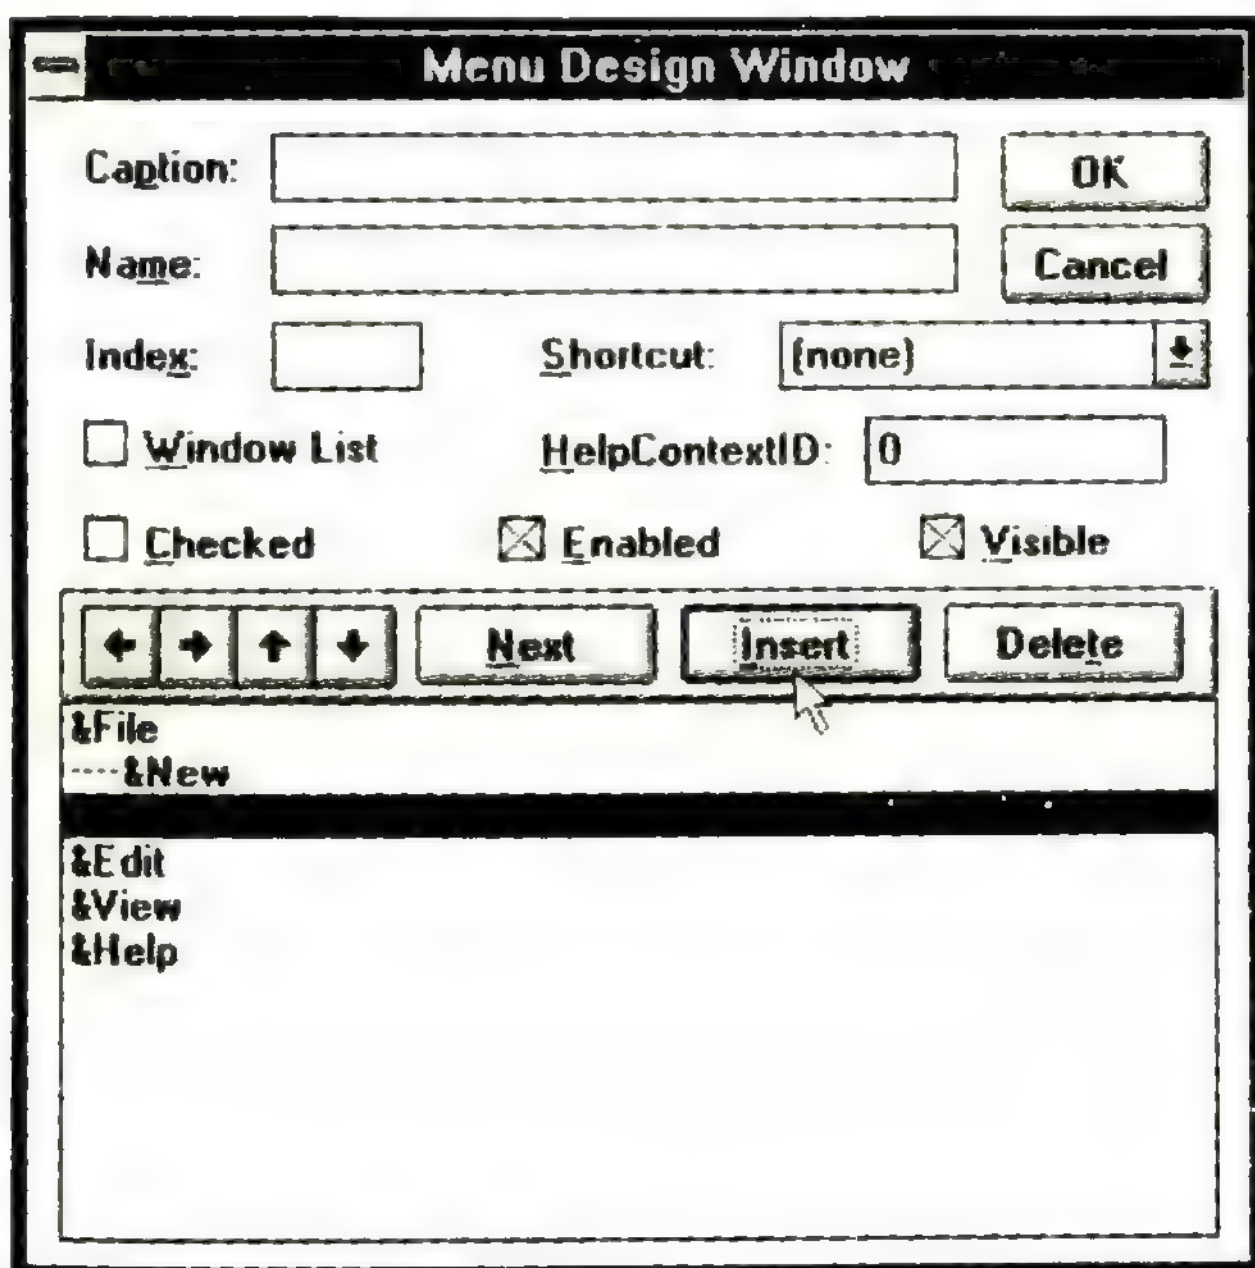 Menu Design Window
Caption: OK
Name: Cancel
Index: Shortcut: (none)
Window List HelpContextID: 0
Checked Enabled Visible
Next Insert Delete
&File
----&New
&Edit
&View
&Help